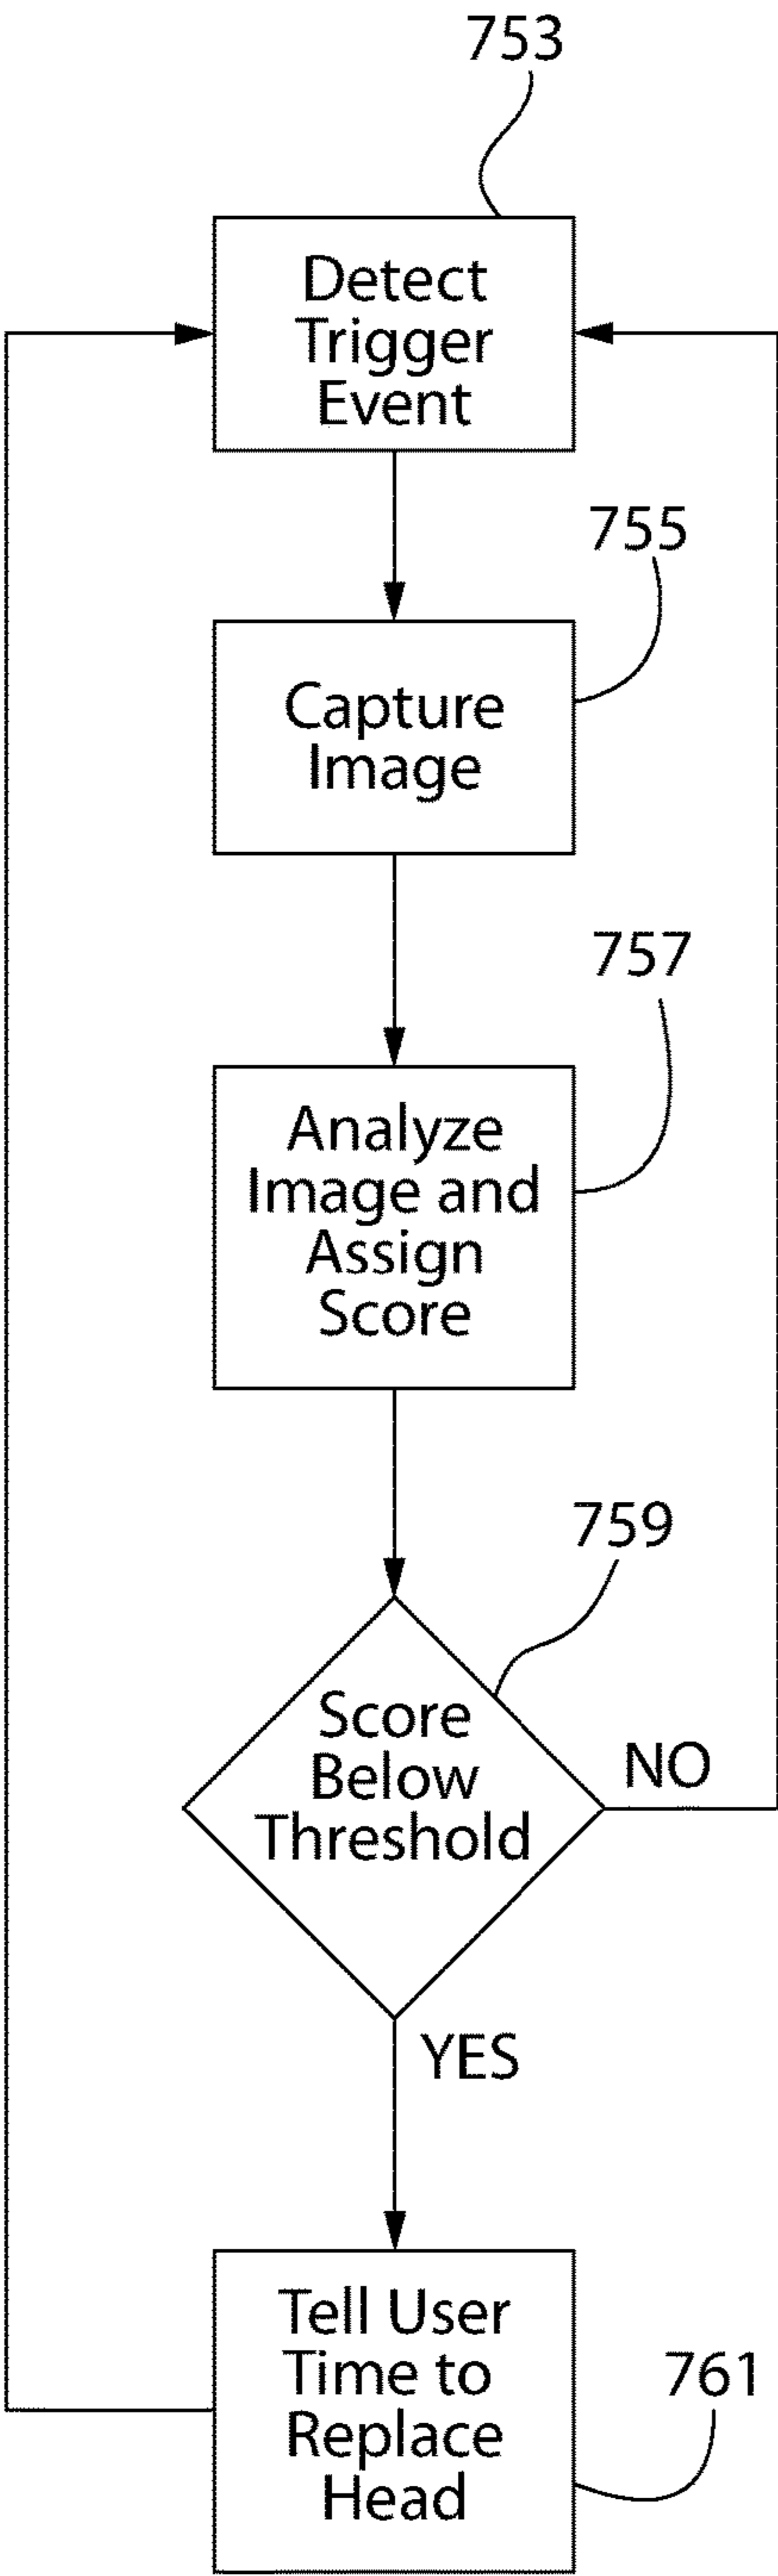 753
Detect
Trigger
Event
755
Capture
Image
757
Analyze
Image and
Assign
Score
759
Score
Below
Threshold
NO
YES
Tell User
Time to
Replace
Head
761